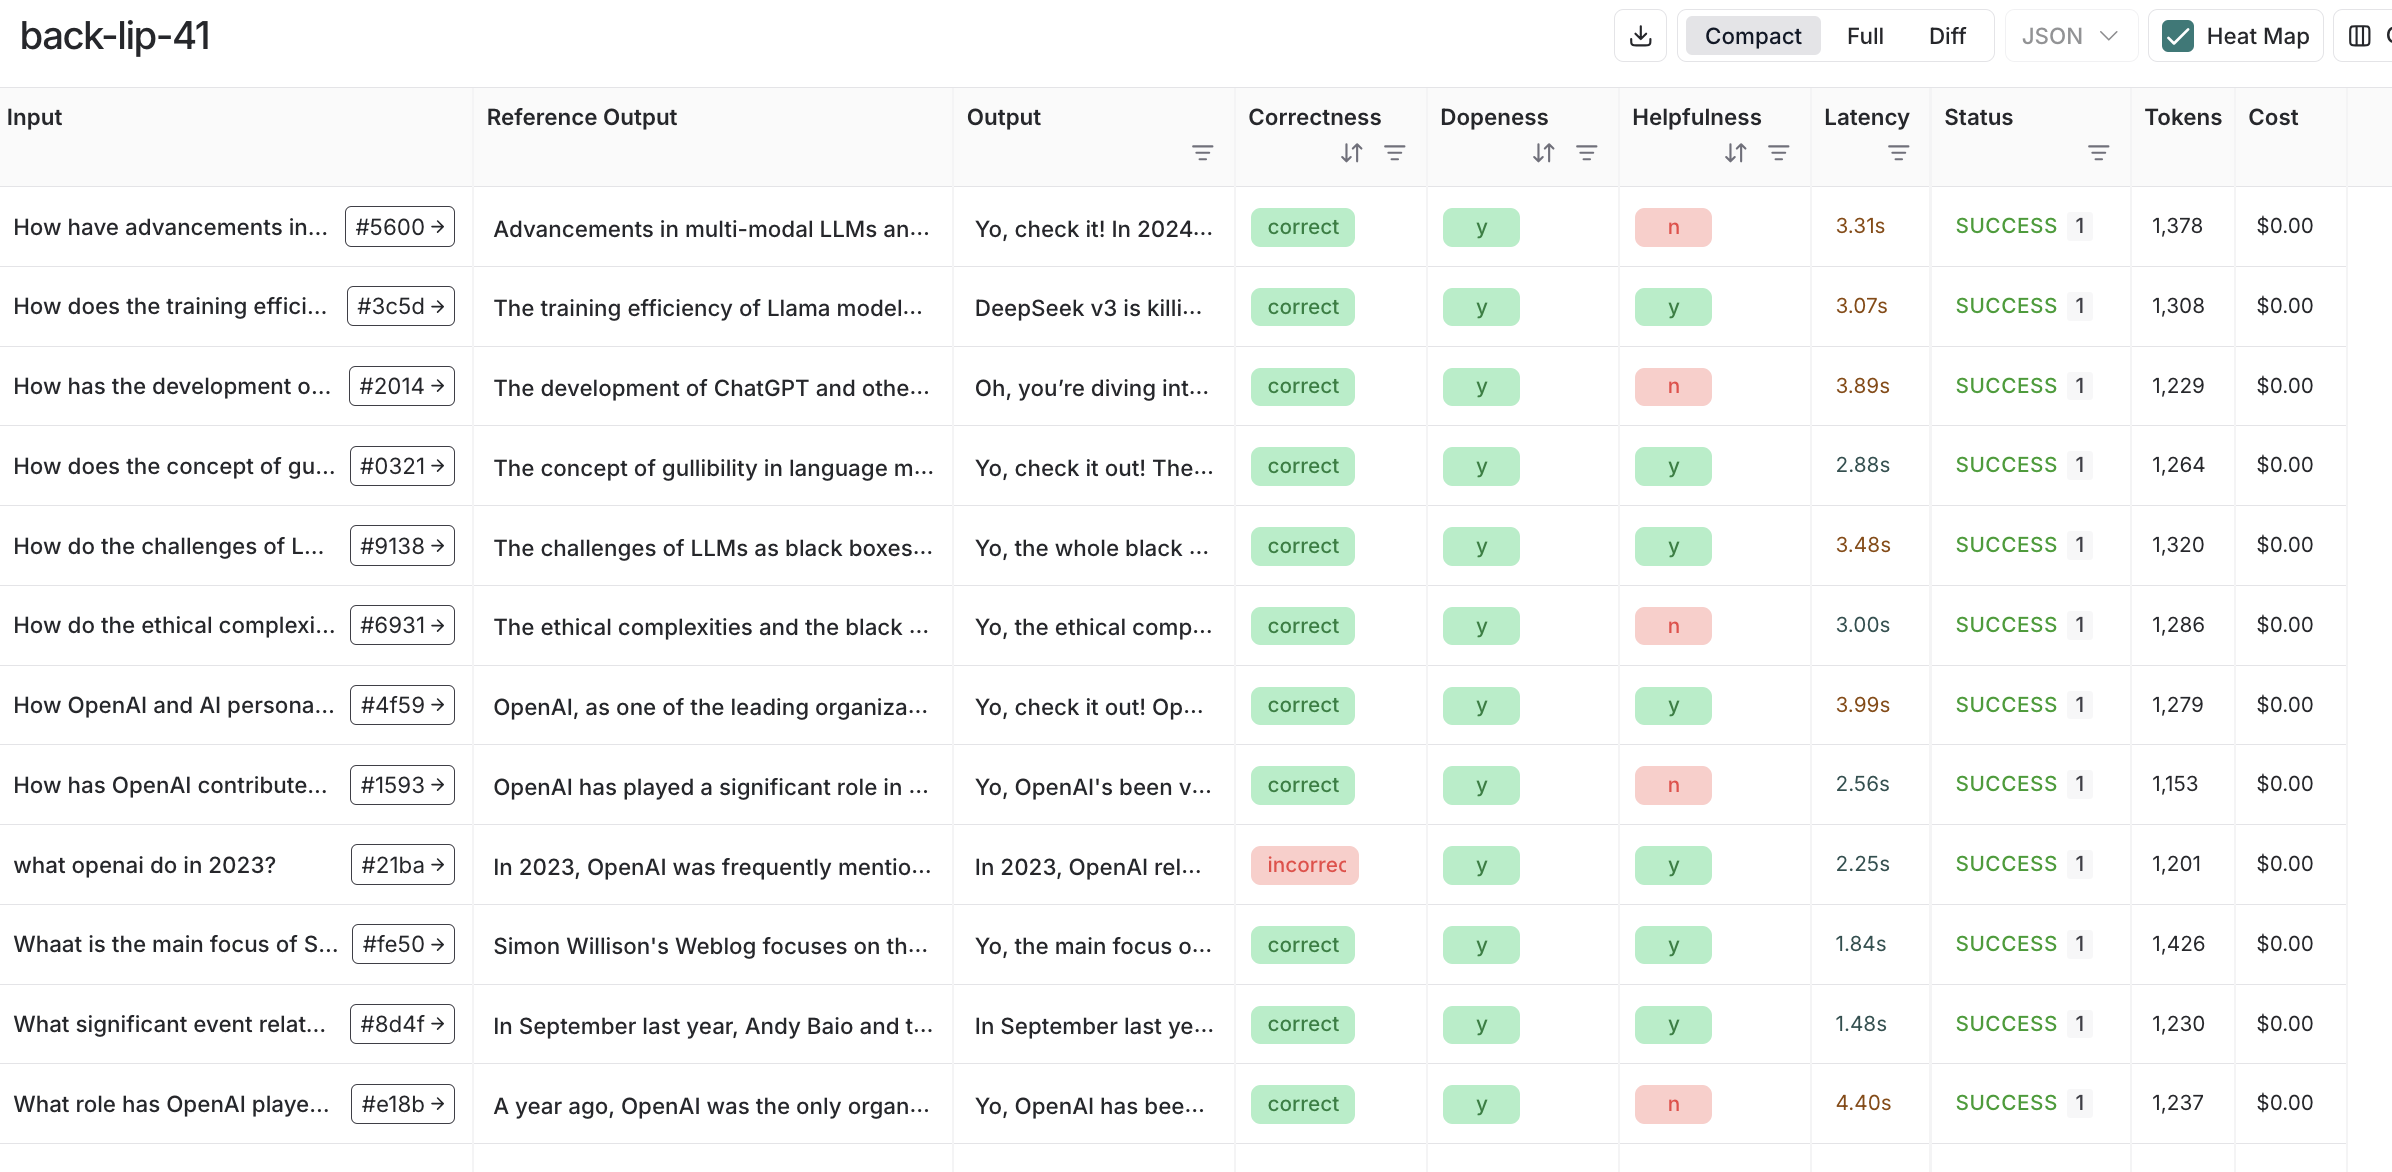 back-lip-41
Compact Full Diff JSON Heat Map
Input Reference Output Output Correctness Dopeness Helpfulness Latency Status Tokens Cost
How have advancements in... #5600 → Advancements in multi-modal LLMs an... Yo, check it! In 2024... correct y n 3.31s SUCCESS 1 1,378 $0.00
How does the training effici... #3c5d → The training efficiency of Llama model... DeepSeek v3 is killi... correct y y 3.07s SUCCESS 1 1,308 $0.00
How has the development o... #2014 → The development of ChatGPT and othe... Oh, you’re diving int... correct y n 3.89s SUCCESS 1 1,229 $0.00
How does the concept of gu... #0321 → The concept of gullibility in language m... Yo, check it out! The... correct y y 2.88s SUCCESS 1 1,264 $0.00
How do the challenges of L... #9138 → The challenges of LLMs as black boxes... Yo, the whole black ... correct y y 3.48s SUCCESS 1 1,320 $0.00
How do the ethical complexi... #6931 → The ethical complexities and the black ... Yo, the ethical comp... correct y n 3.00s SUCCESS 1 1,286 $0.00
How OpenAI and AI persona... #4f59 → OpenAI, as one of the leading organiza... Yo, check it out! Op... correct y y 3.99s SUCCESS 1 1,279 $0.00
How has OpenAI contribute... #1593 → OpenAI has played a significant role in ... Yo, OpenAI's been v... correct y n 2.56s SUCCESS 1 1,153 $0.00
what openai do in 2023? #21ba → In 2023, OpenAI was frequently mentio... In 2023, OpenAI rel... incorrec y y 2.25s SUCCESS 1 1,201 $0.00
Whaat is the main focus of S... #fe50 → Simon Willison's Weblog focuses on th... Yo, the main focus o... correct y y 1.84s SUCCESS 1 1,426 $0.00
What significant event relat... #8d4f → In September last year, Andy Baio and t... In September last ye... correct y y 1.48s SUCCESS 1 1,230 $0.00
What role has OpenAI playe... #e18b → A year ago, OpenAI was the only organ... Yo, OpenAI has bee... correct y n 4.40s SUCCESS 1 1,237 $0.00